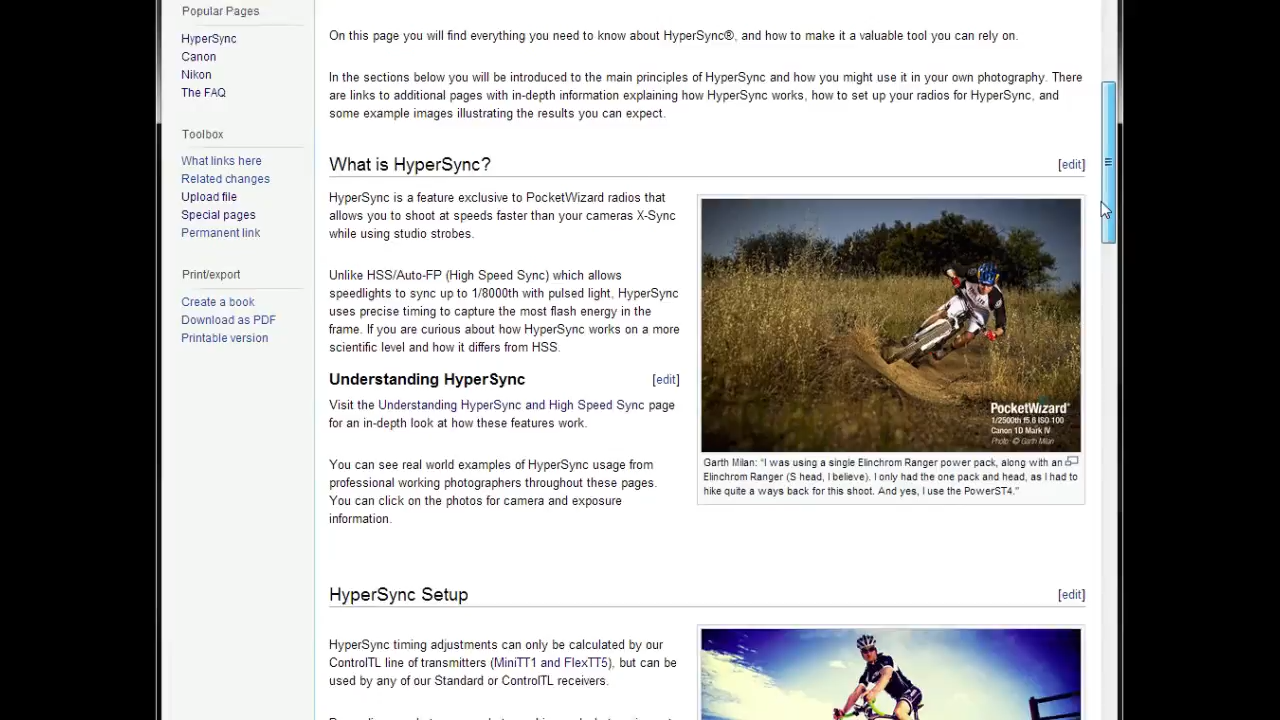 Popular Pages
HyperSync
Canon
Nikon
The FAQ
Toolbox
What links here
Related changes
Upload file
Special pages
Permanent link
Print/export
Create a book
Download as PDF
Printable version
On this page you will find everything you need to know about HyperSync®, and how to make it a valuable tool you can rely on.
In the sections below you will be introduced to the main principles of HyperSync and how you might use it in your own photography. There
are links to additional pages with in-depth information explaining how HyperSync works, how to set up your radios for HyperSync, and
some example images illustrating the results you can expect.
What is HyperSync?
[edit]
HyperSync is a feature exclusive to PocketWizard radios that
allows you to shoot at speeds faster than your cameras X-Sync
while using studio strobes.
Unlike HSS/Auto-FP (High Speed Sync) which allows
speedlights to sync up to 1/8000th with pulsed light, HyperSync
uses precise timing to capture the most flash energy in the
frame. If you are curious about how HyperSync works on a more
scientific level and how it differs from HSS.
Understanding HyperSync
[edit]
Visit the Understanding HyperSync and High Speed Sync page
for an in-depth look at how these features work.
You can see real world examples of HyperSync usage from
professional working photographers throughout these pages.
You can click on the photos for camera and exposure
information.
PocketWizard®
1/2500th f5.6 ISO 100
Canon 1D Mark IV
Photo: © Garth Milan
Garth Milan: "I was using a single Elinchrom Ranger power pack, along with an
Elinchrom Ranger (S head, I believe). I only had the one pack and head, as I had to
hike quite a ways back for this shoot. And yes, I use the PowerST4."
HyperSync Setup
[edit]
HyperSync timing adjustments can only be calculated by our
ControlTL line of transmitters (MiniTT1 and FlexTT5), but can be
used by any of our Standard or ControlTL receivers.